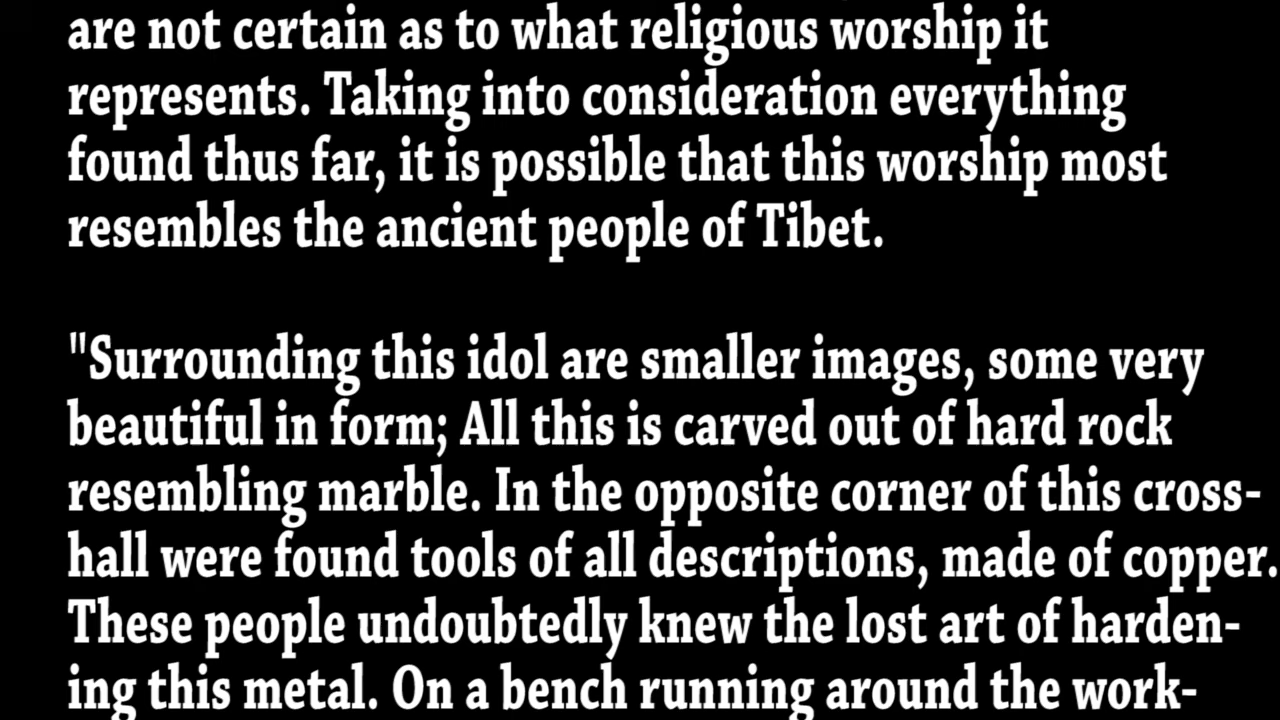 are not certain as to what religious worship it
represents. Taking into consideration everything
found thus far, it is possible that this worship most
resembles the ancient people of Tibet.
"Surrounding this idol are smaller images, some very
beautiful in form; All this is carved out of hard rock
resembling marble. In the opposite corner of this cross-
hall were found tools of all descriptions, made of copper.
These people undoubtedly knew the lost art of harden-
ing this metal. On a bench running around the work-